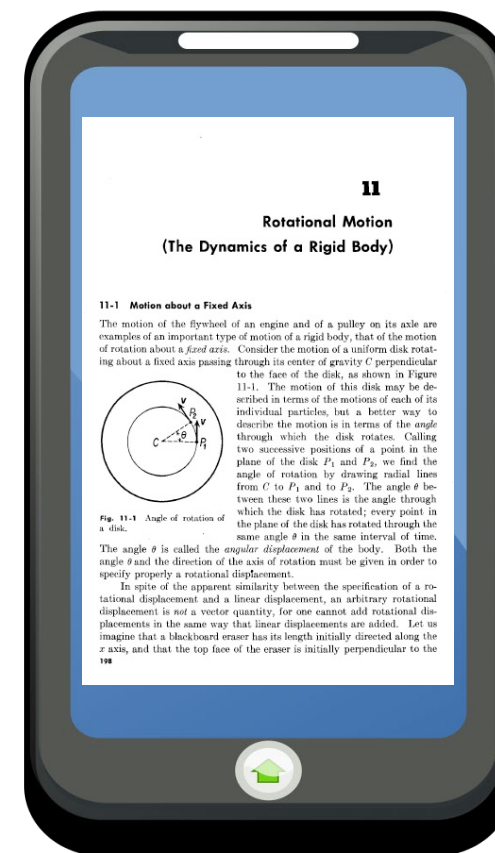 11
Rotational Motion
(The Dynamics of a Rigid Body)
11-1 Motion about a Fixed Axis
The motion of the flywheel of an engine and of a pulley on its axle are
examples of an important type of motion of a rigid body, that of the motion
of rotation about a fixed axis. Consider the motion of a uniform disk rotat-
ing about a fixed axis passing through its center of gravity C perpendicular
to the face of the disk, as shown in Figure
11-1. The motion of this disk may be de-
scribed in terms of the motions of each of its
individual particles, but a better way to
describe the motion is in terms of the angle
through which the disk rotates. Calling
two successive positions of a point in the
plane of the disk P₁ and P₂, we find the
angle of rotation by drawing radial lines
from C to P₁ and to P₂. The angle θ be-
tween these two lines is the angle through
which the disk has rotated; every point in
the plane of the disk has rotated through the
same angle θ in the same interval of time.
v
P₂
v
θ
C
P₁
Fig. 11-1 Angle of rotation of
a disk.
The angle θ is called the angular displacement of the body. Both the
angle θ and the direction of the axis of rotation must be given in order to
specify properly a rotational displacement.
In spite of the apparent similarity between the specification of a ro-
tational displacement and a linear displacement, an arbitrary rotational
displacement is not a vector quantity, for one cannot add rotational dis-
placements in the same way that linear displacements are added. Let us
imagine that a blackboard eraser has its length initially directed along the
x axis, and that the top face of the eraser is initially perpendicular to the
198